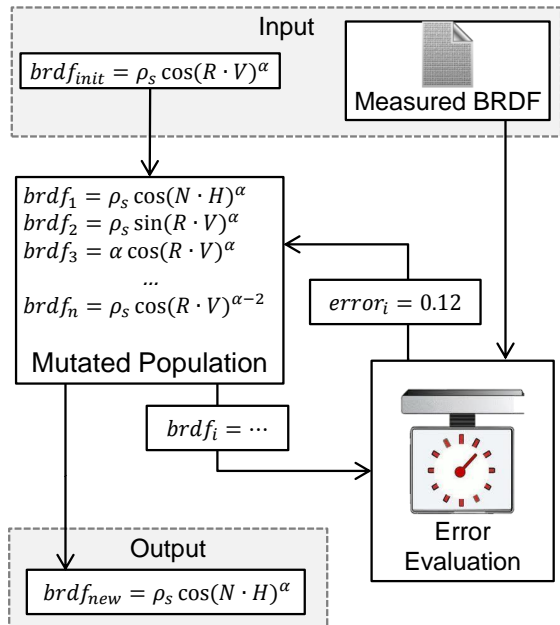 Input
brdf_init = ρ_s cos(R · V)^α
Measured BRDF
brdf_1 = ρ_s cos(N · H)^α
brdf_2 = ρ_s sin(R · V)^α
brdf_3 = α cos(R · V)^α
...
brdf_n = ρ_s cos(R · V)^{α−2}
Mutated Population
error_i = 0.12
brdf_i = ⋯
Error
Evaluation
Output
brdf_new = ρ_s cos(N · H)^α